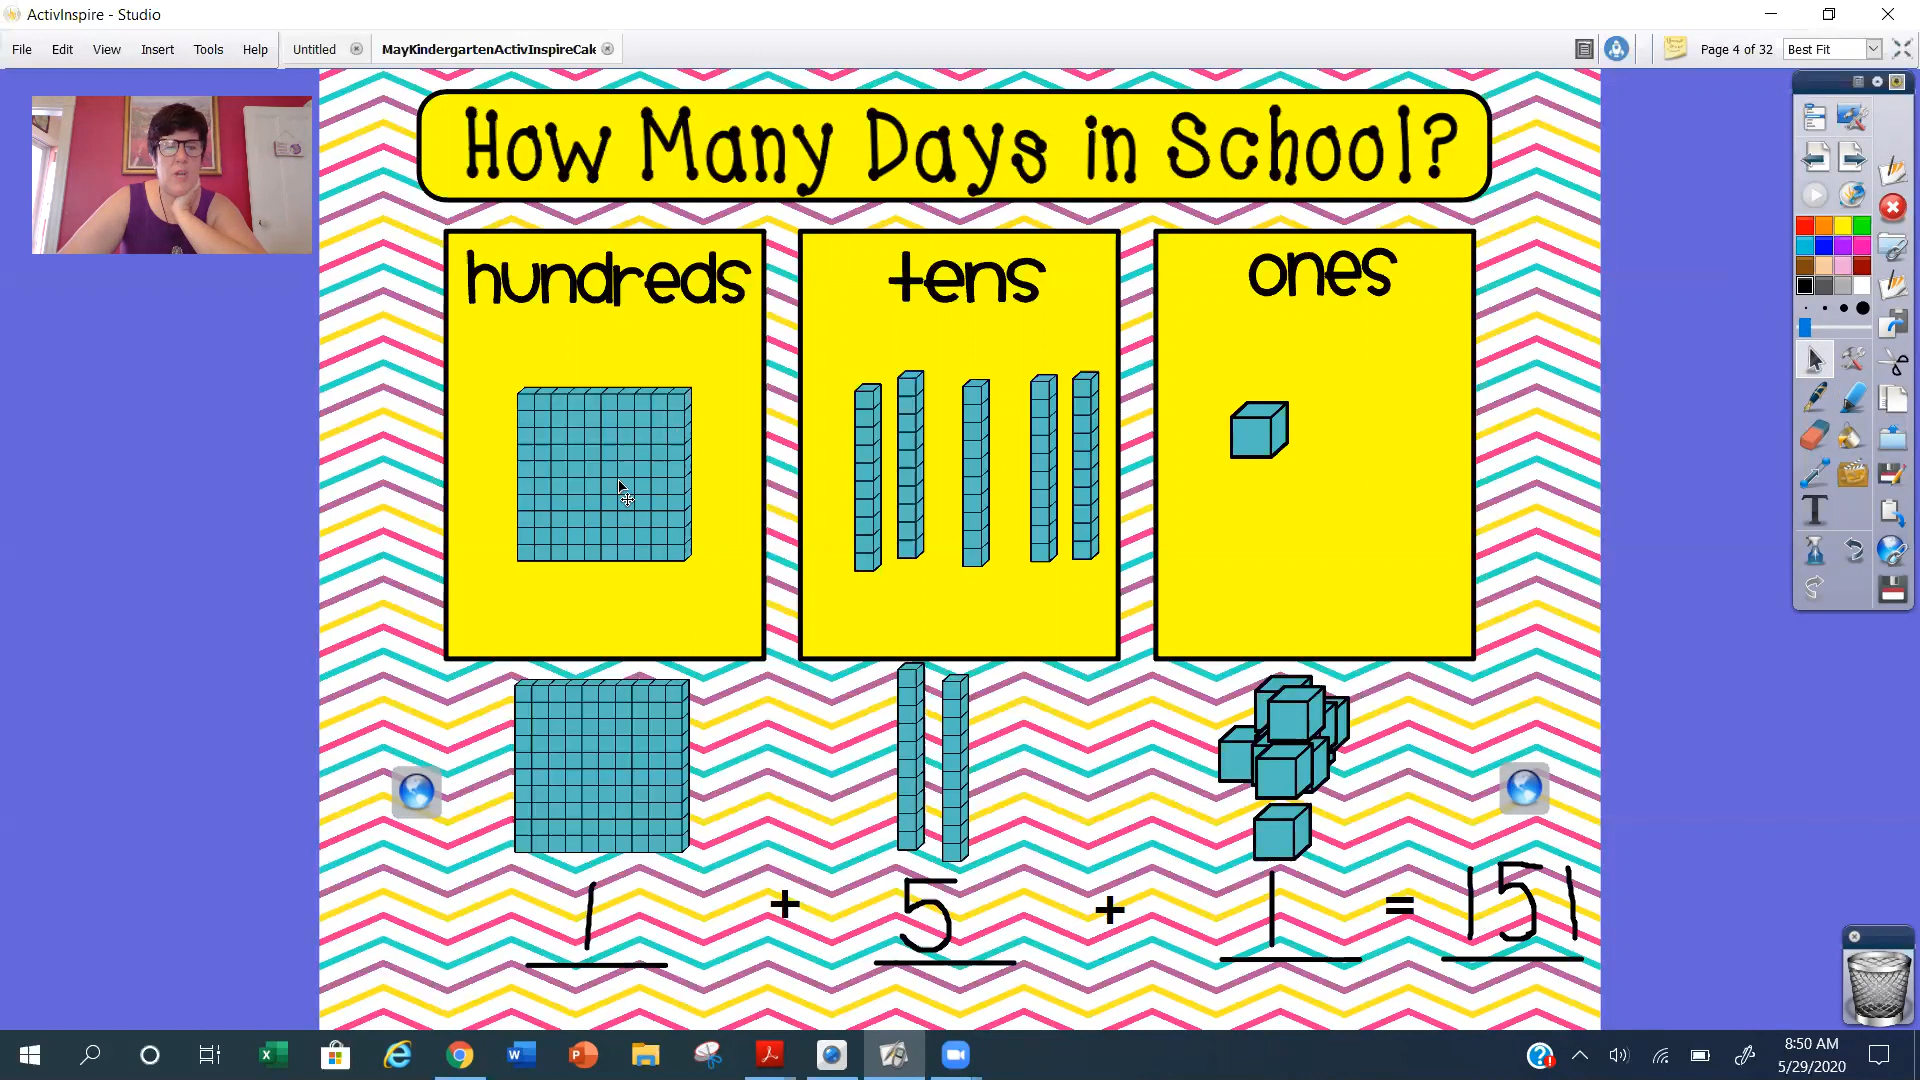 ActivInspire - Studio
File Edit View Insert Tools Help Untitled MayKindergartenActivInspireCak Page 4 of 32 Best Fit
How Many Days in School?
hundreds tens ones
1 + 5 + 1 = 151
8:50 AM
5/29/2020